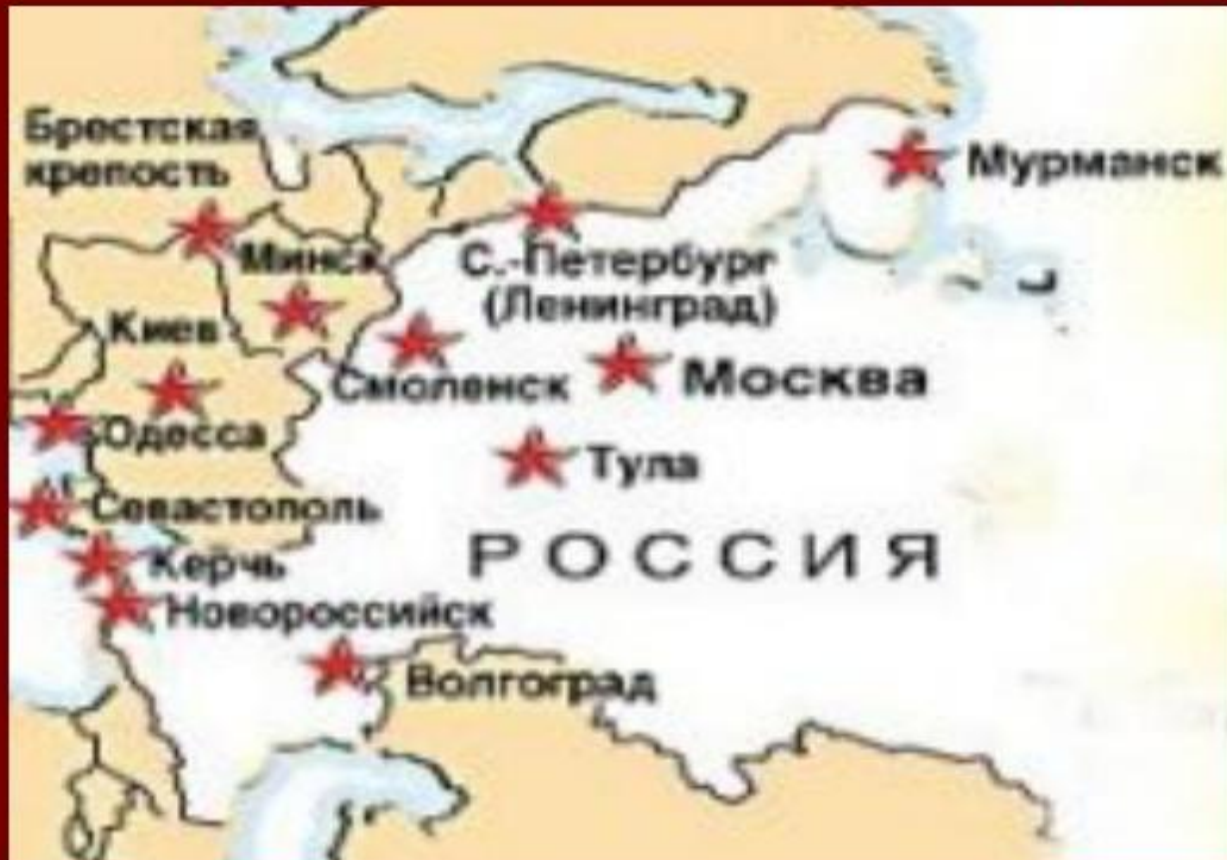 Брестская
крепость
Мурманск
Минск
С.-Петербург
(Ленинград)
Киев
Смоленск
Москва
Одесса
Тула
Севастополь
РОССИЯ
Керчь
Новороссийск
Волгоград